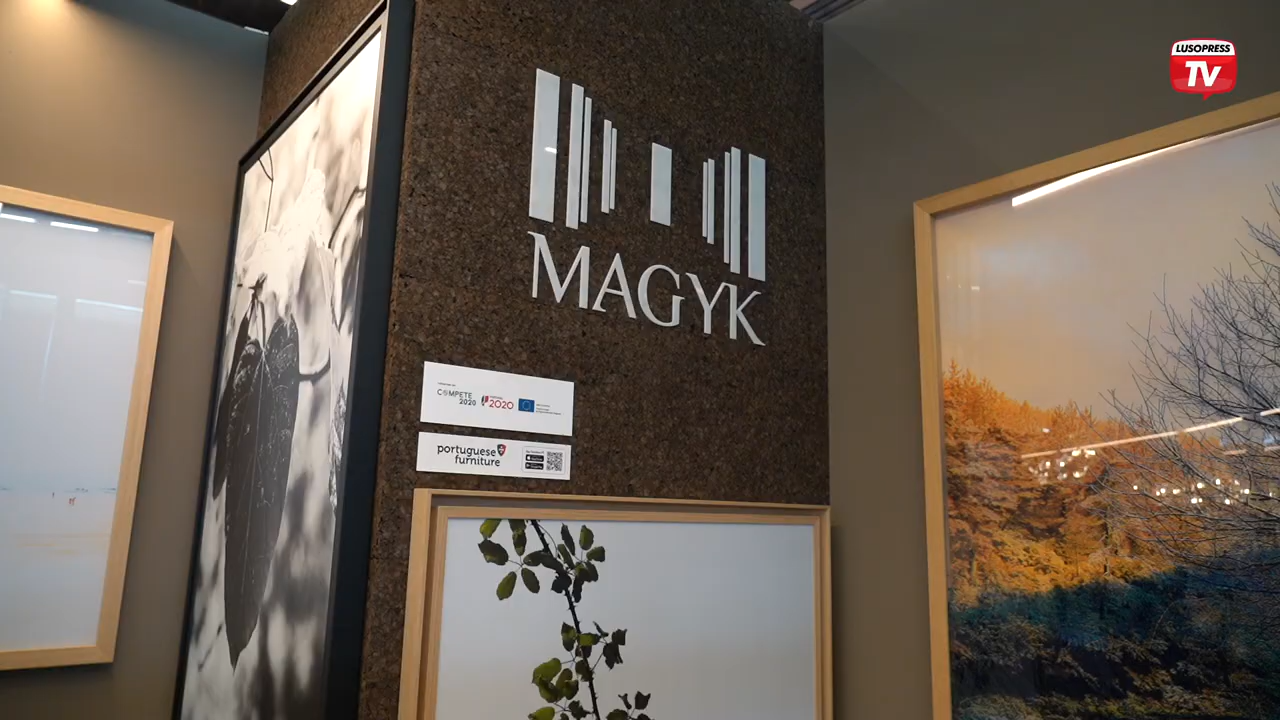 LUSOPRESS
TV
MAGYK
COMPETE
2020
2020
portuguese
furniture